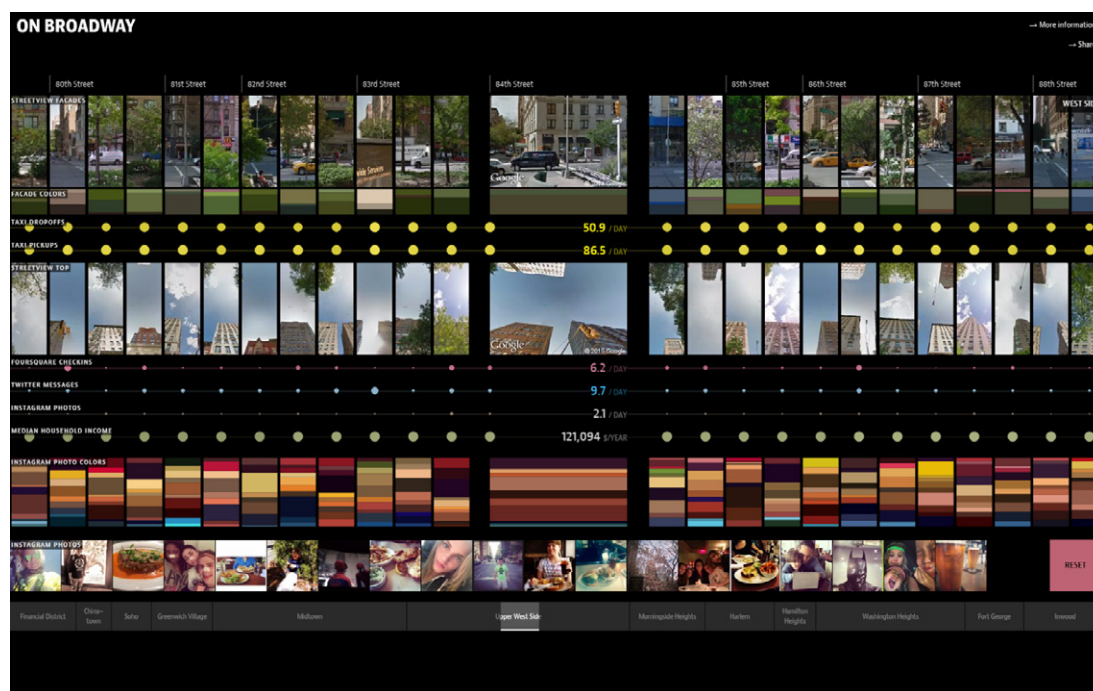 ON BROADWAY
→ More information
→ Share
80th Street
81st Street
82nd Street
83rd Street
84th Street
85th Street
86th Street
87th Street
88th Street
STREETVIEW FACADES
WEST SIDE
Google
FACADE COLORS
TAXI DROPOFFS
50.9 / DAY
TAXI PICKUPS
86.5 / DAY
STREETVIEW TOP
Google
© 2015 Google
FOURSQUARE CHECKINS
6.2 / DAY
TWITTER MESSAGES
9.7 / DAY
INSTAGRAM PHOTOS
2.1 / DAY
MEDIAN HOUSEHOLD INCOME
121,094 $/YEAR
INSTAGRAM PHOTO COLORS
INSTAGRAM PHOTOS
RESET
Financial District
China-
town
Soho
Greenwich Village
Midtown
Upper West Side
Morningside Heights
Harlem
Hamilton
Heights
Washington Heights
Fort George
Inwood